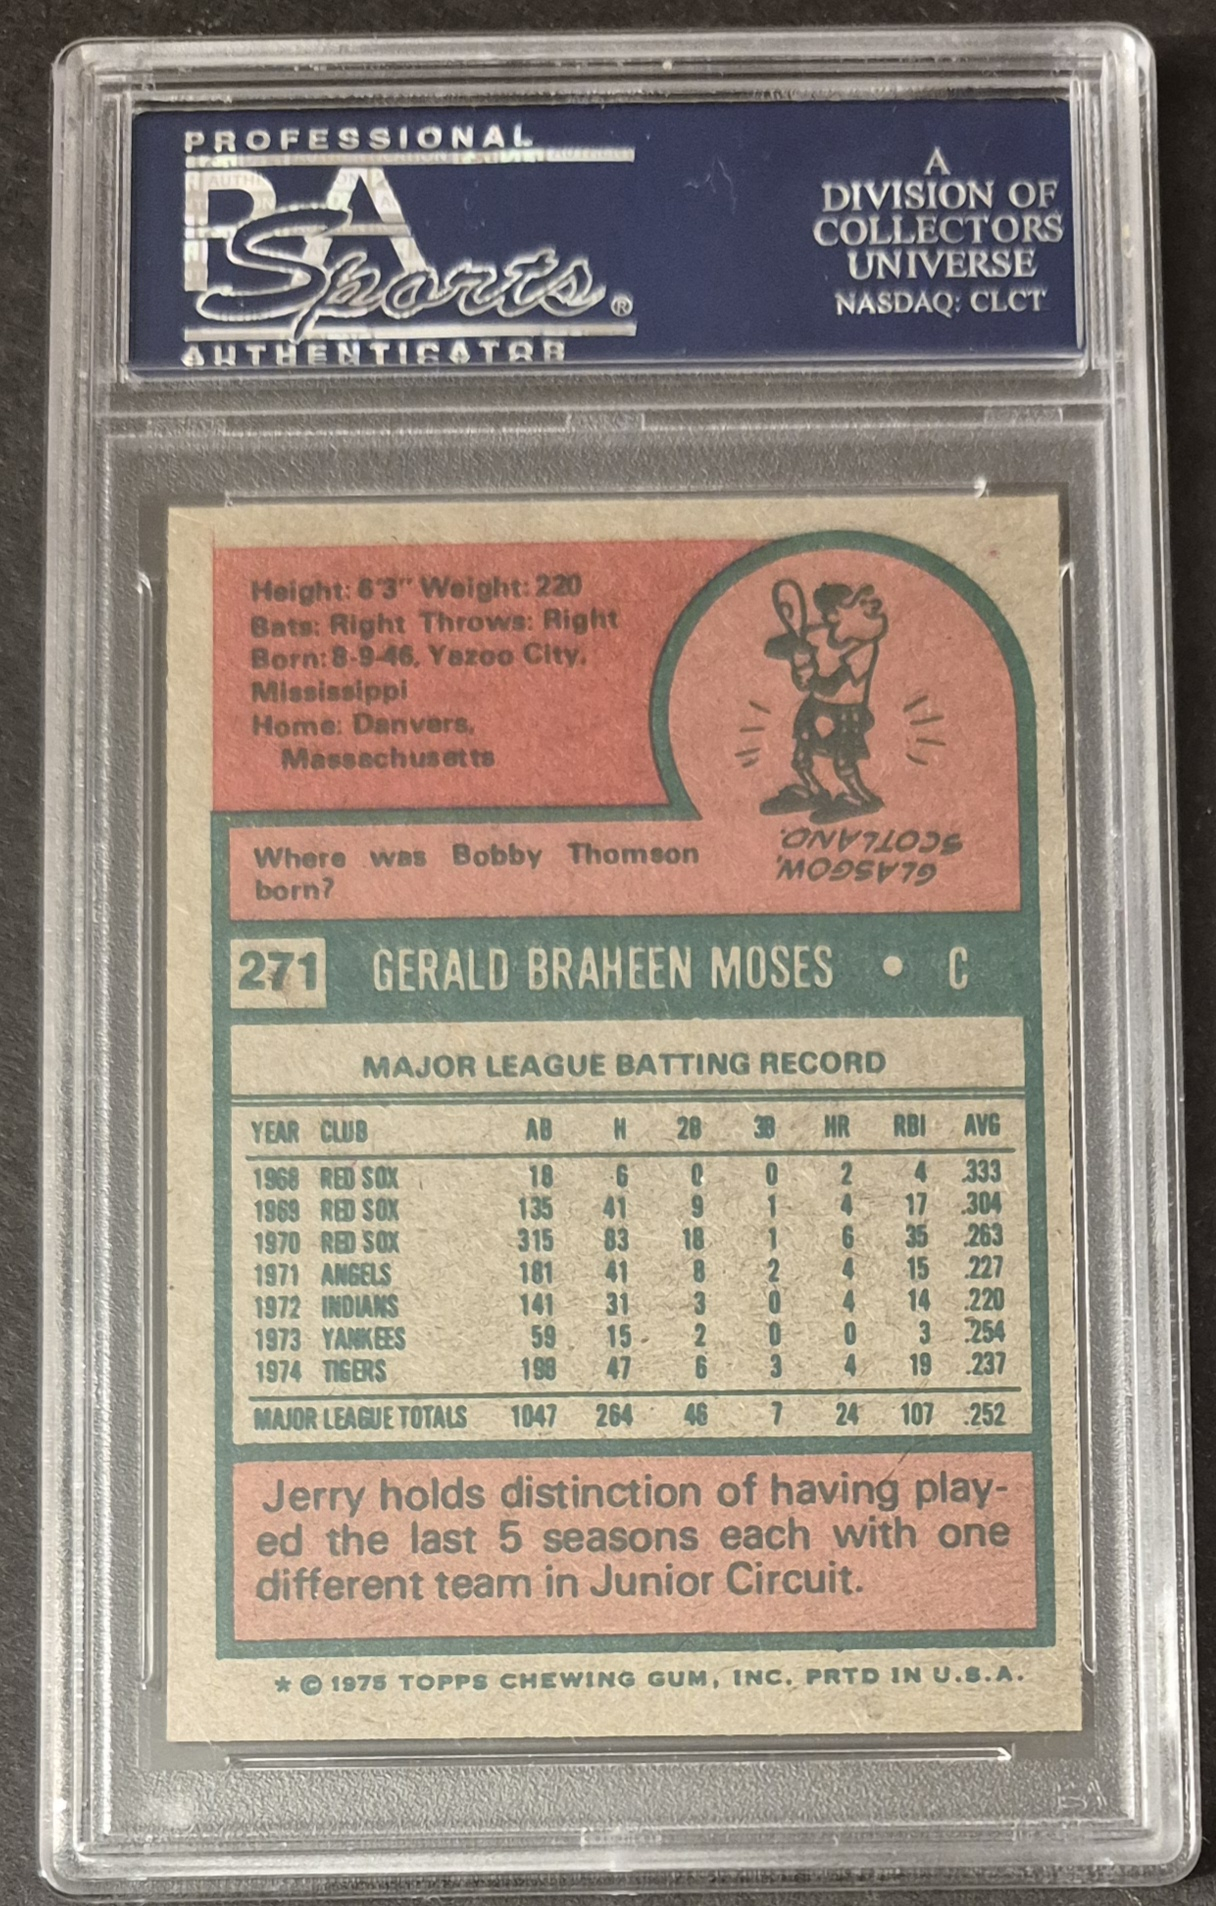 PROFESSIONAL
PSA
Sports®
AUTHENTICATOR
A
DIVISION OF
COLLECTORS
UNIVERSE
NASDAQ: CLCT
Height: 6'3" Weight: 220
Bats: Right Throws: Right
Born: 8-9-46, Yazoo City,
Mississippi
Home: Danvers,
Massachusetts
Where was Bobby Thomson
born?
GLASGOW,
SCOTLAND.
271 GERALD BRAHEEN MOSES • C
MAJOR LEAGUE BATTING RECORD
YEAR CLUB AB H 2B 3B HR RBI AVG
1968 RED SOX 18 6 0 0 2 4 .333
1969 RED SOX 135 41 9 1 4 17 .304
1970 RED SOX 315 83 18 1 6 35 .263
1971 ANGELS 181 41 8 2 4 15 .227
1972 INDIANS 141 31 3 0 4 14 .220
1973 YANKEES 59 15 2 0 0 3 .254
1974 TIGERS 198 47 6 3 4 19 .237
MAJOR LEAGUE TOTALS 1047 264 46 7 24 107 .252
Jerry holds distinction of having play-
ed the last 5 seasons each with one
different team in Junior Circuit.
* © 1975 TOPPS CHEWING GUM, INC. PRTD IN U.S.A.